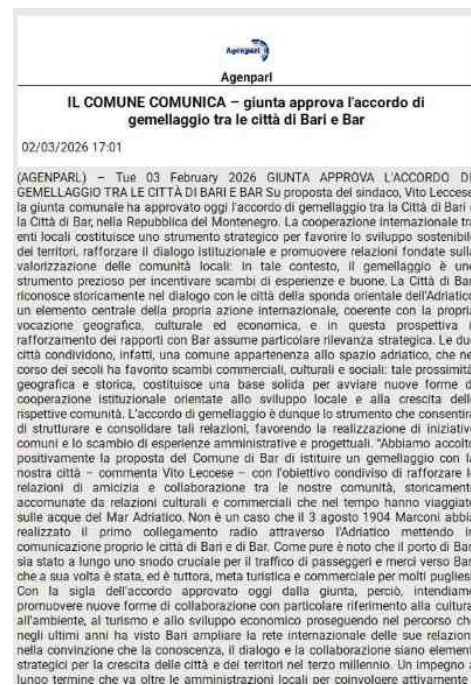 Agenparl
Agenparl
IL COMUNE COMUNICA – giunta approva l'accordo di
gemellaggio tra le città di Bari e Bar
02/03/2026 17:01
(AGENPARL) – Tue 03 February 2026 GIUNTA APPROVA L'ACCORDO DI
GEMELLAGGIO TRA LE CITTÀ DI BARI E BAR Su proposta del sindaco, Vito Leccese
la giunta comunale ha approvato oggi l'accordo di gemellaggio tra la Città di Bari e
la Città di Bar, nella Repubblica del Montenegro. La cooperazione internazionale tra
enti locali costituisce uno strumento strategico per favorire lo sviluppo sostenibil
dei territori, rafforzare il dialogo istituzionale e promuovere relazioni fondate sulla
valorizzazione delle comunità locali: in tale contesto, il gemellaggio è uno
strumento prezioso per incentivare scambi di esperienze e buone. La Città di Bari
riconosce storicamente nel dialogo con le città della sponda orientale dell'Adriatico
un elemento centrale della propria azione internazionale, coerente con la propria
vocazione geografica, culturale ed economica, e in questa prospettiva i
rafforzamento dei rapporti con Bar assume particolare rilevanza strategica. Le due
città condividono, infatti, una comune appartenenza allo spazio adriatico, che nel
corso dei secoli ha favorito scambi commerciali, culturali e sociali: tale prossimità
geografica e storica, costituisce una base solida per avviare nuove forme d
cooperazione istituzionale orientate allo sviluppo locale e alla crescita delle
rispettive comunità. L'accordo di gemellaggio è dunque lo strumento che consentirà
di strutturare e consolidare tali relazioni, favorendo la realizzazione di iniziative
comuni e lo scambio di esperienze amministrative e progettuali. "Abbiamo accolto
positivamente la proposta del Comune di Bar di istituire un gemellaggio con la
nostra città – commenta Vito Leccese – con l'obiettivo condiviso di rafforzare le
relazioni di amicizia e collaborazione tra le nostre comunità, storicamente
accomunate da relazioni culturali e commerciali che nel tempo hanno viaggiato
sulle acque del Mar Adriatico. Non è un caso che il 3 agosto 1904 Marconi abbia
realizzato il primo collegamento radio attraverso l'Adriatico mettendo in
comunicazione proprio le città di Bari e di Bar. Come pure è noto che il porto di Bari
sia stato a lungo uno snodo cruciale per il traffico di passeggeri e merci verso Bar
che a sua volta è stata, ed è tuttora, meta turistica e commerciale per molti pugliesi
Con la sigla dell'accordo approvato oggi dalla giunta, perciò, intendiamo
promuovere nuove forme di collaborazione con particolare riferimento alla cultura
all'ambiente, al turismo e allo sviluppo economico proseguendo nel percorso che
negli ultimi anni ha visto Bari ampliare la rete internazionale delle sue relazioni
nella convinzione che la conoscenza, il dialogo e la collaborazione siano elementi
strategici per la crescita delle città e dei territori nel terzo millennio. Un impegno a
lungo termine che va oltre le amministrazioni locali per coinvolgere attivamente